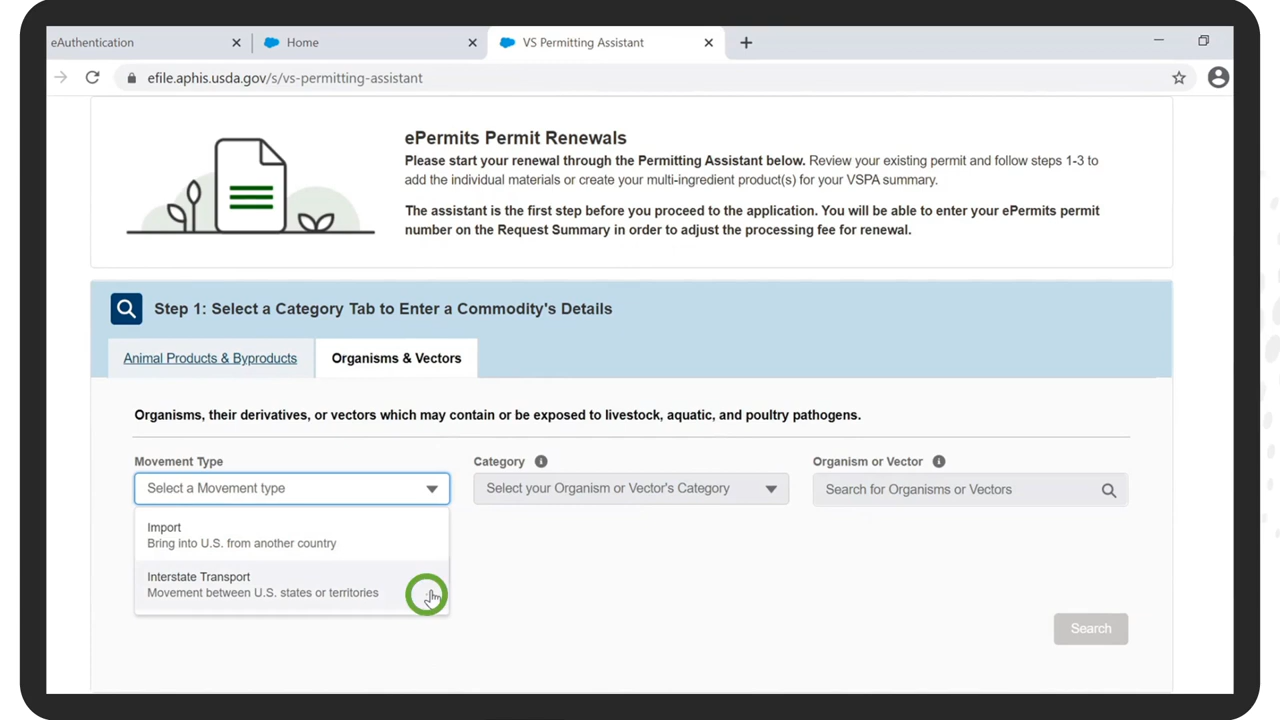 eAuthentication
Home
VS Permitting Assistant
efile.aphis.usda.gov/s/vs-permitting-assistant
ePermits Permit Renewals
Please start your renewal through the Permitting Assistant below. Review your existing permit and follow steps 1-3 to
add the individual materials or create your multi-ingredient product(s) for your VSPA summary.
The assistant is the first step before you proceed to the application. You will be able to enter your ePermits permit
number on the Request Summary in order to adjust the processing fee for renewal.
Step 1: Select a Category Tab to Enter a Commodity's Details
Animal Products & Byproducts
Organisms & Vectors
Organisms, their derivatives, or vectors which may contain or be exposed to livestock, aquatic, and poultry pathogens.
Movement Type
Select a Movement type
Import
Bring into U.S. from another country
Interstate Transport
Movement between U.S. states or territories
Category
Select your Organism or Vector's Category
Organism or Vector
Search for Organisms or Vectors
Search